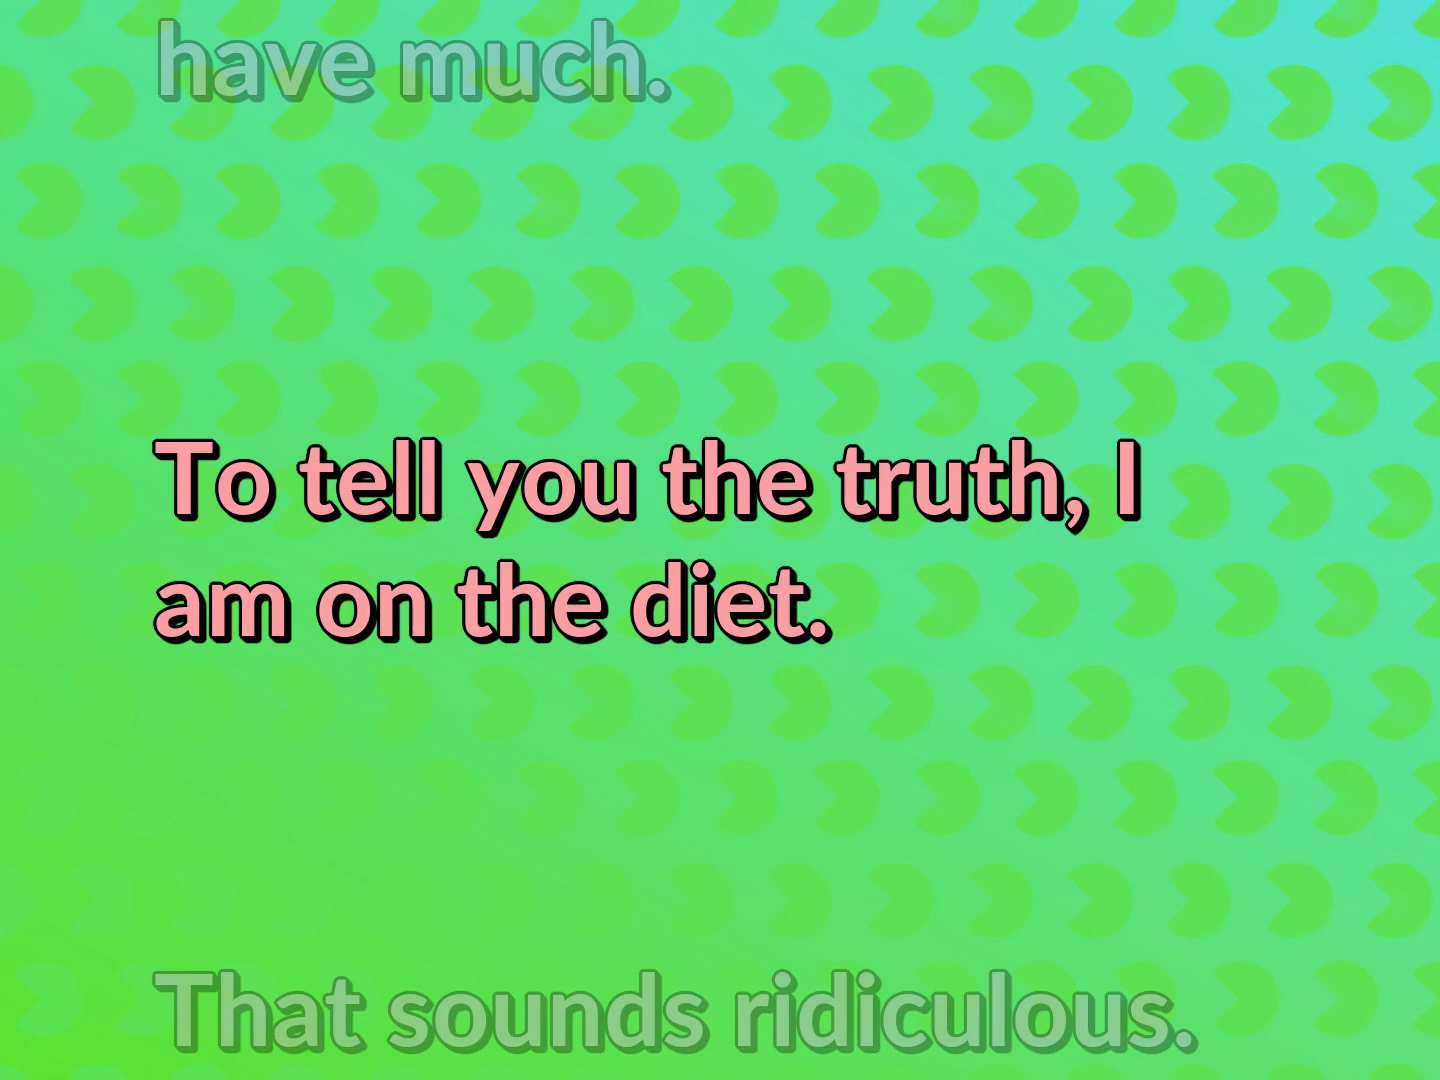 have much.
To tell you the truth, I
am on the diet.
That sounds ridiculous.